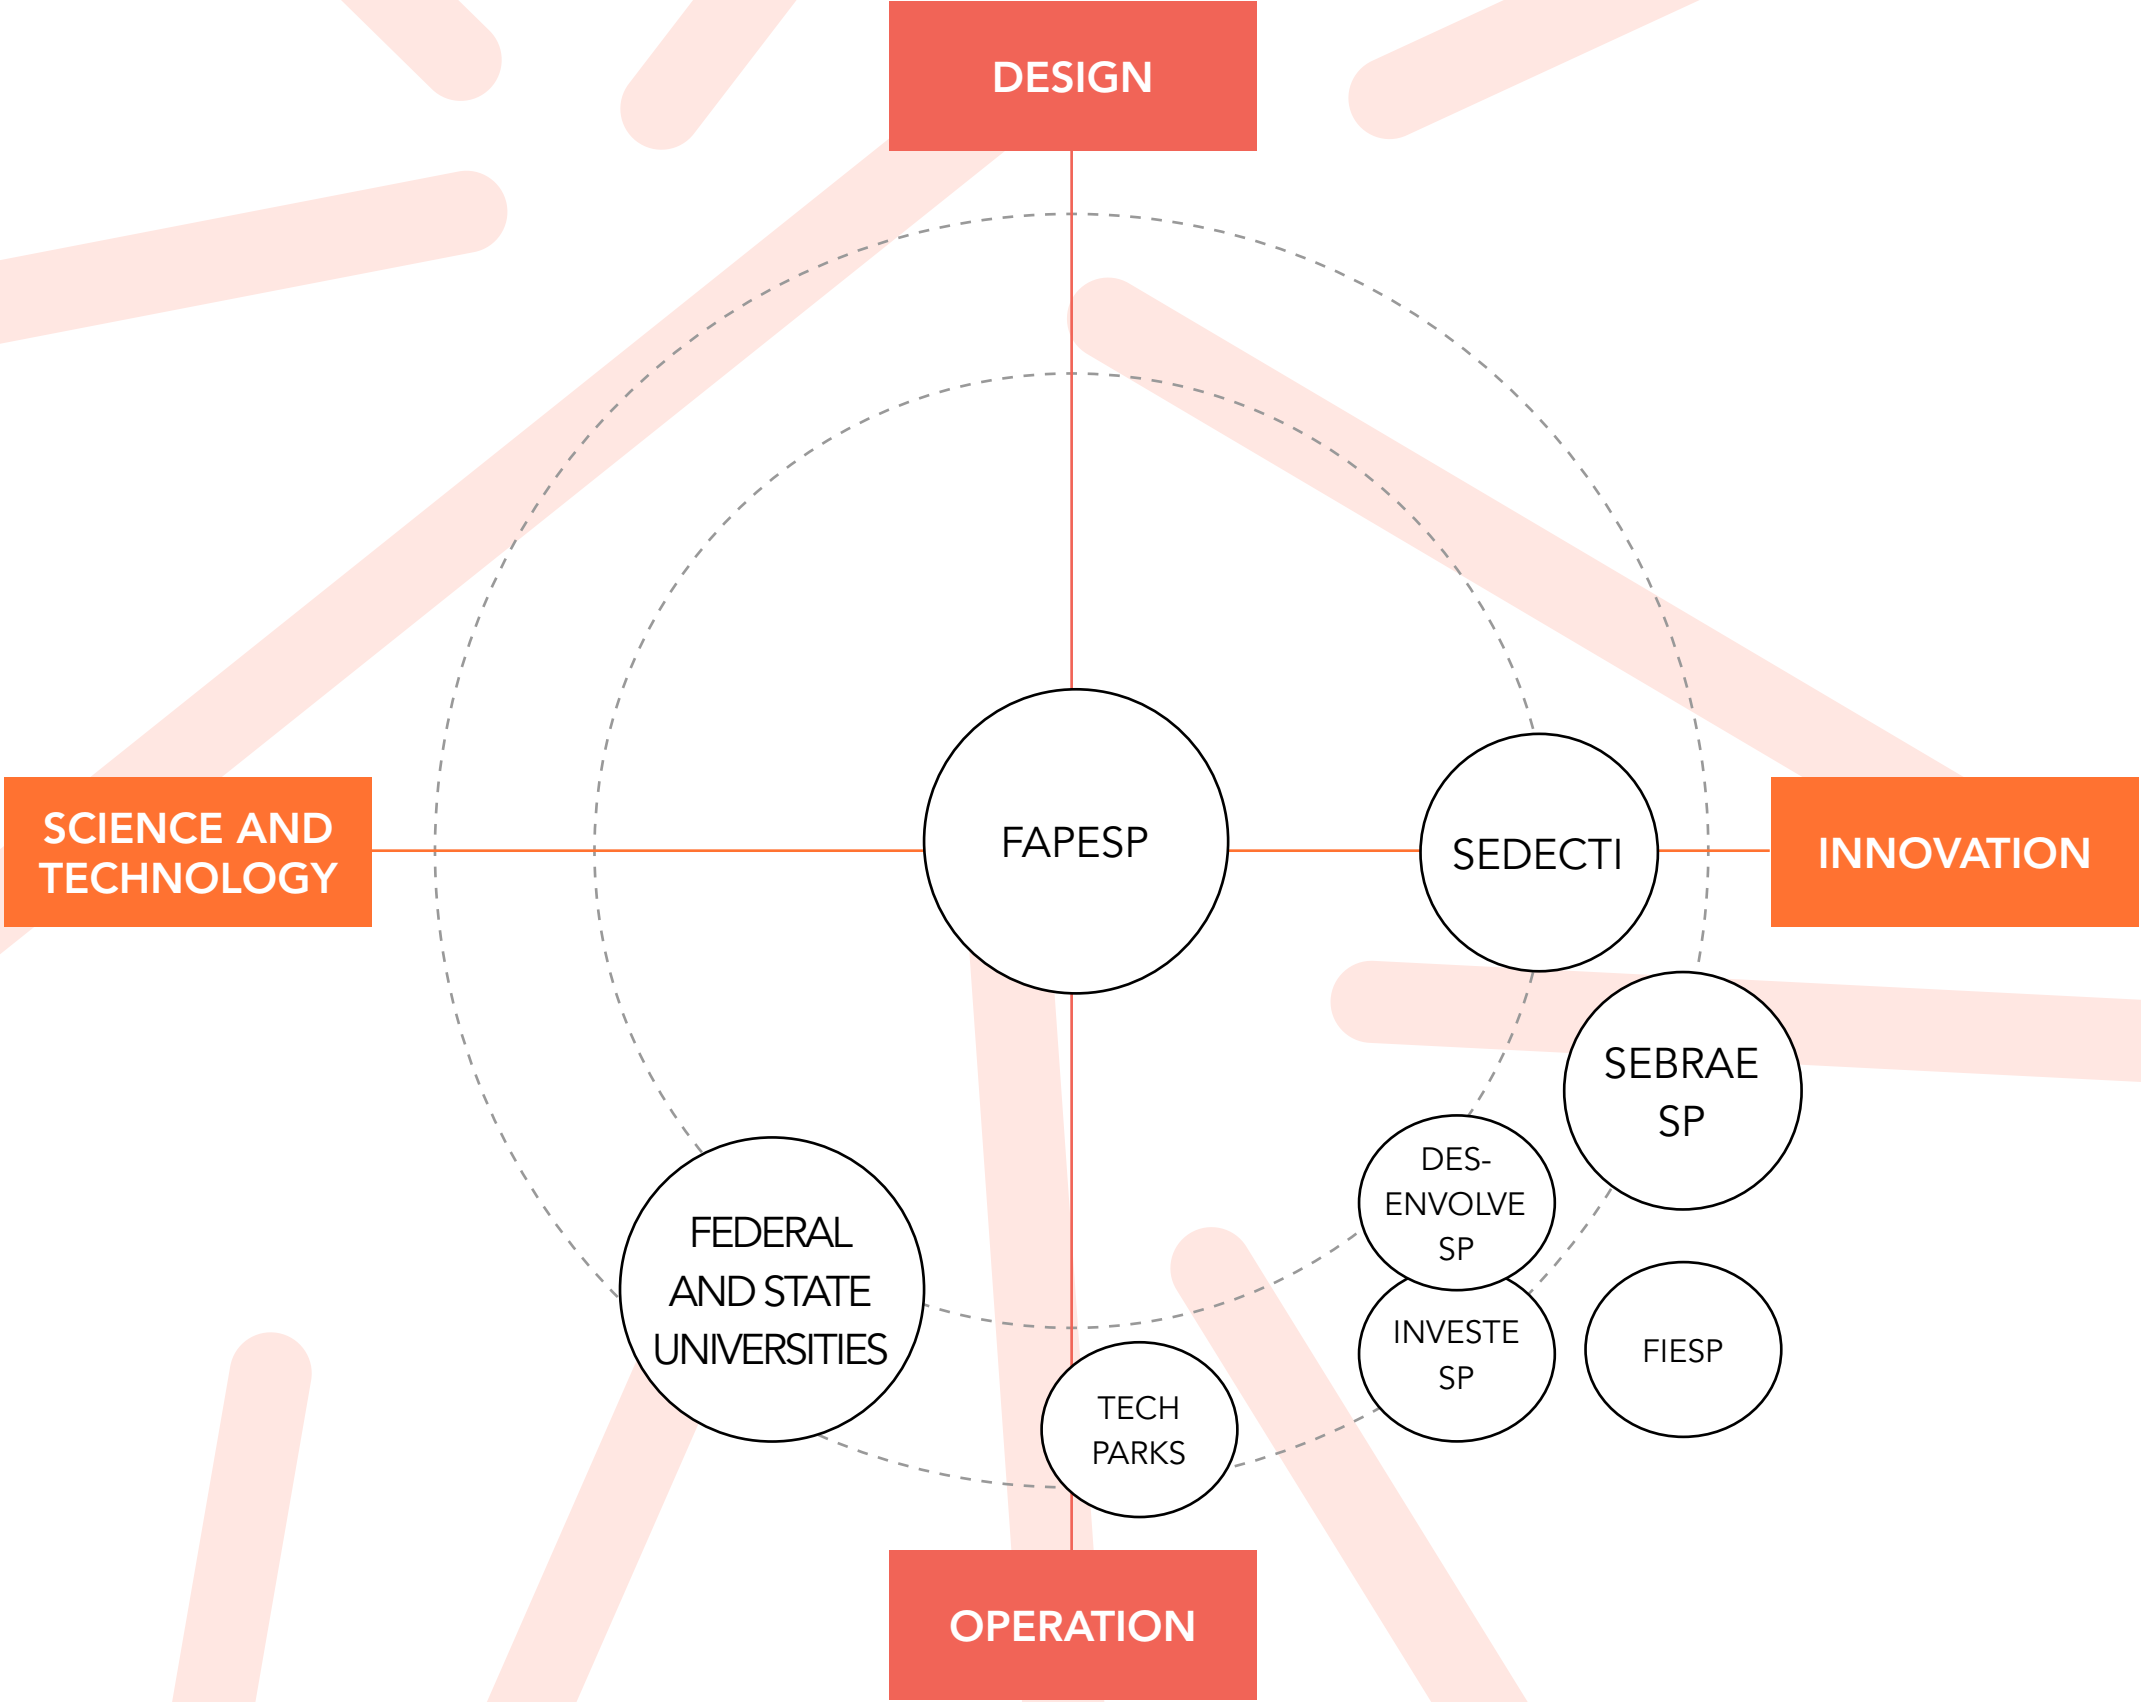 DESIGN
SCIENCE AND
TECHNOLOGY
FAPESP
SEDECTI
INNOVATION
SEBRAE
SP
DES-
ENVOLVE
SP
FEDERAL
AND STATE
UNIVERSITIES
INVESTE
SP
FIESP
TECH
PARKS
OPERATION